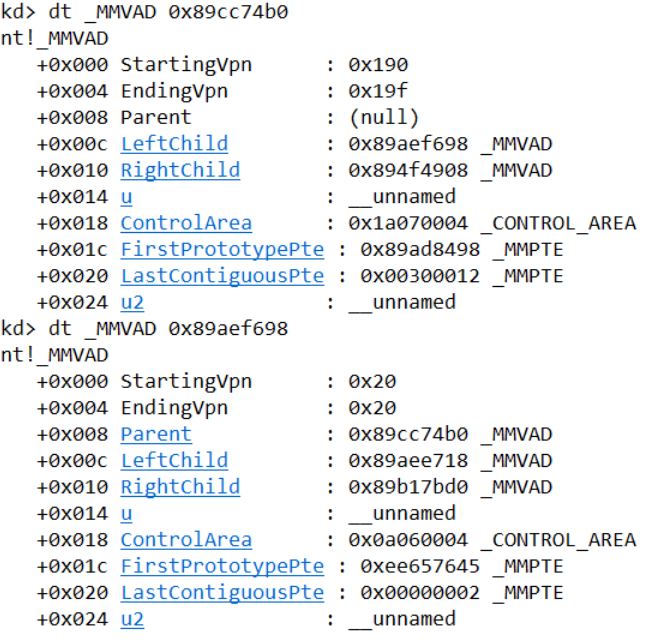 kd> dt _MMVAD 0x89cc74b0
nt!_MMVAD
   +0x000 StartingVpn      : 0x190
   +0x004 EndingVpn        : 0x19f
   +0x008 Parent           : (null)
   +0x00c LeftChild        : 0x89aef698 _MMVAD
   +0x010 RightChild       : 0x894f4908 _MMVAD
   +0x014 u                : __unnamed
   +0x018 ControlArea      : 0x1a070004 _CONTROL_AREA
   +0x01c FirstPrototypePte : 0x89ad8498 _MMPTE
   +0x020 LastContiguousPte : 0x00300012 _MMPTE
   +0x024 u2               : __unnamed
kd> dt _MMVAD 0x89aef698
nt!_MMVAD
   +0x000 StartingVpn      : 0x20
   +0x004 EndingVpn        : 0x20
   +0x008 Parent           : 0x89cc74b0 _MMVAD
   +0x00c LeftChild        : 0x89aee718 _MMVAD
   +0x010 RightChild       : 0x89b17bd0 _MMVAD
   +0x014 u                : __unnamed
   +0x018 ControlArea      : 0x0a060004 _CONTROL_AREA
   +0x01c FirstPrototypePte : 0xee657645 _MMPTE
   +0x020 LastContiguousPte : 0x00000002 _MMPTE
   +0x024 u2               : __unnamed